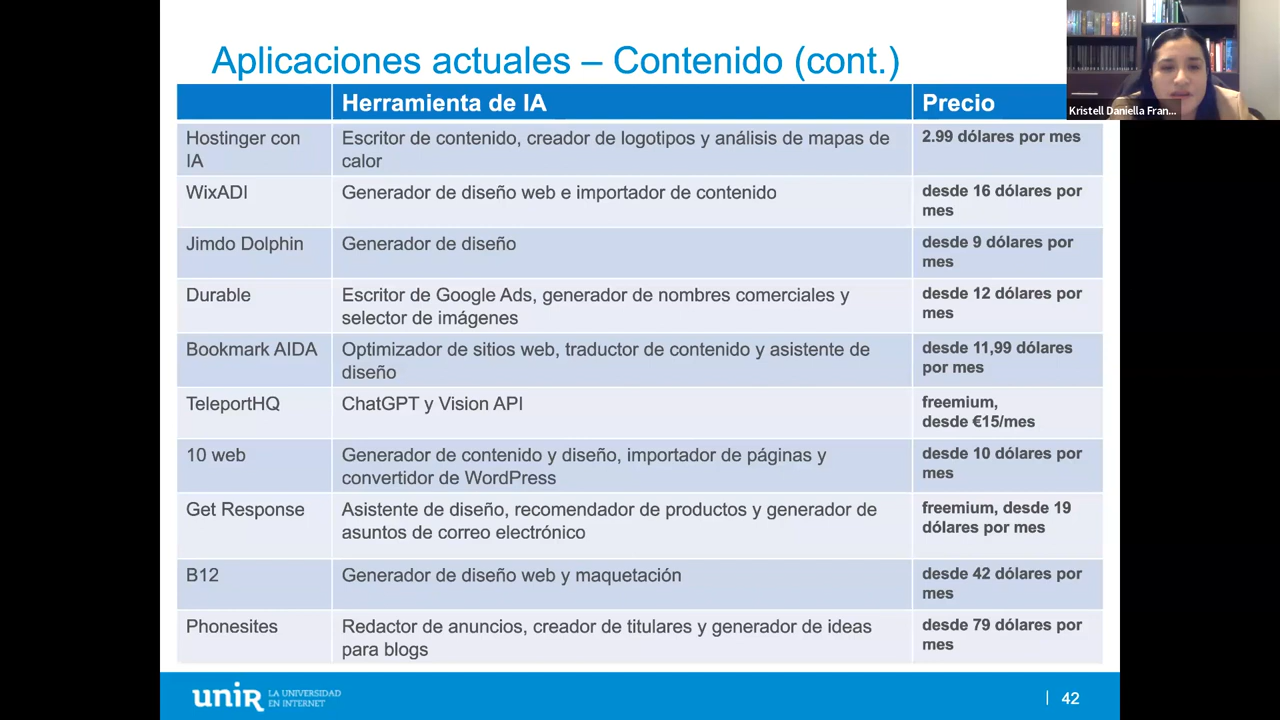 Aplicaciones actuales – Contenido (cont.)
Kristell Daniella Fran...
Herramienta de IA
Precio
Hostinger con
IA
Escritor de contenido, creador de logotipos y análisis de mapas de
calor
2.99 dólares por mes
WixADI
Generador de diseño web e importador de contenido
desde 16 dólares por
mes
Jimdo Dolphin
Generador de diseño
desde 9 dólares por
mes
Durable
Escritor de Google Ads, generador de nombres comerciales y
selector de imágenes
desde 12 dólares por
mes
Bookmark AIDA
Optimizador de sitios web, traductor de contenido y asistente de
diseño
desde 11,99 dólares
por mes
TeleportHQ
ChatGPT y Vision API
freemium,
desde €15/mes
10 web
Generador de contenido y diseño, importador de páginas y
convertidor de WordPress
desde 10 dólares por
mes
Get Response
Asistente de diseño, recomendador de productos y generador de
asuntos de correo electrónico
freemium, desde 19
dólares por mes
B12
Generador de diseño web y maquetación
desde 42 dólares por
mes
Phonesites
Redactor de anuncios, creador de titulares y generador de ideas
para blogs
desde 79 dólares por
mes
unir
LA UNIVERSIDAD
EN INTERNET
42